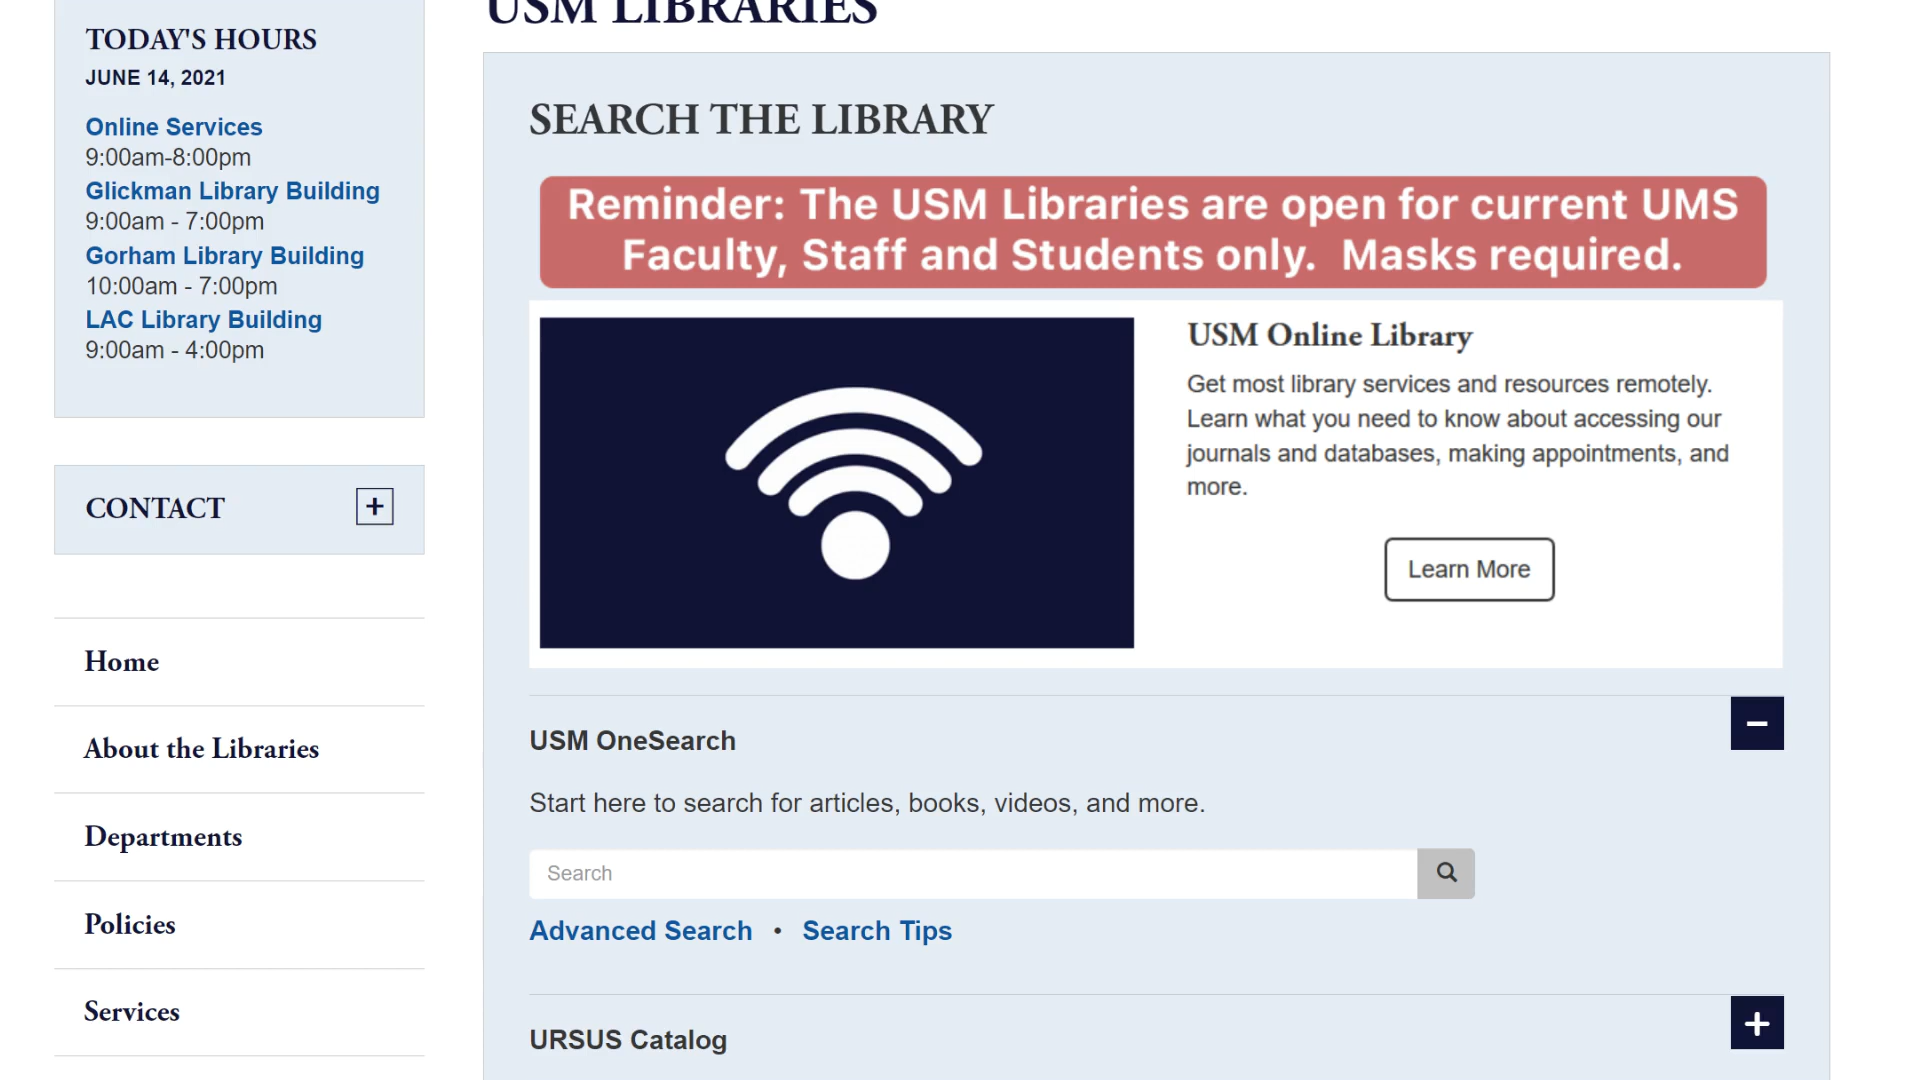 USM LIBRARIES
TODAY'S HOURS
JUNE 14, 2021
Online Services
9:00am-8:00pm
Glickman Library Building
9:00am - 7:00pm
Gorham Library Building
10:00am - 7:00pm
LAC Library Building
9:00am - 4:00pm
CONTACT
Home
About the Libraries
Departments
Policies
Services
SEARCH THE LIBRARY
Reminder: The USM Libraries are open for current UMS
Faculty, Staff and Students only. Masks required.
USM Online Library
Get most library services and resources remotely.
Learn what you need to know about accessing our
journals and databases, making appointments, and
more.
Learn More
USM OneSearch
Start here to search for articles, books, videos, and more.
Search
Advanced Search • Search Tips
URSUS Catalog